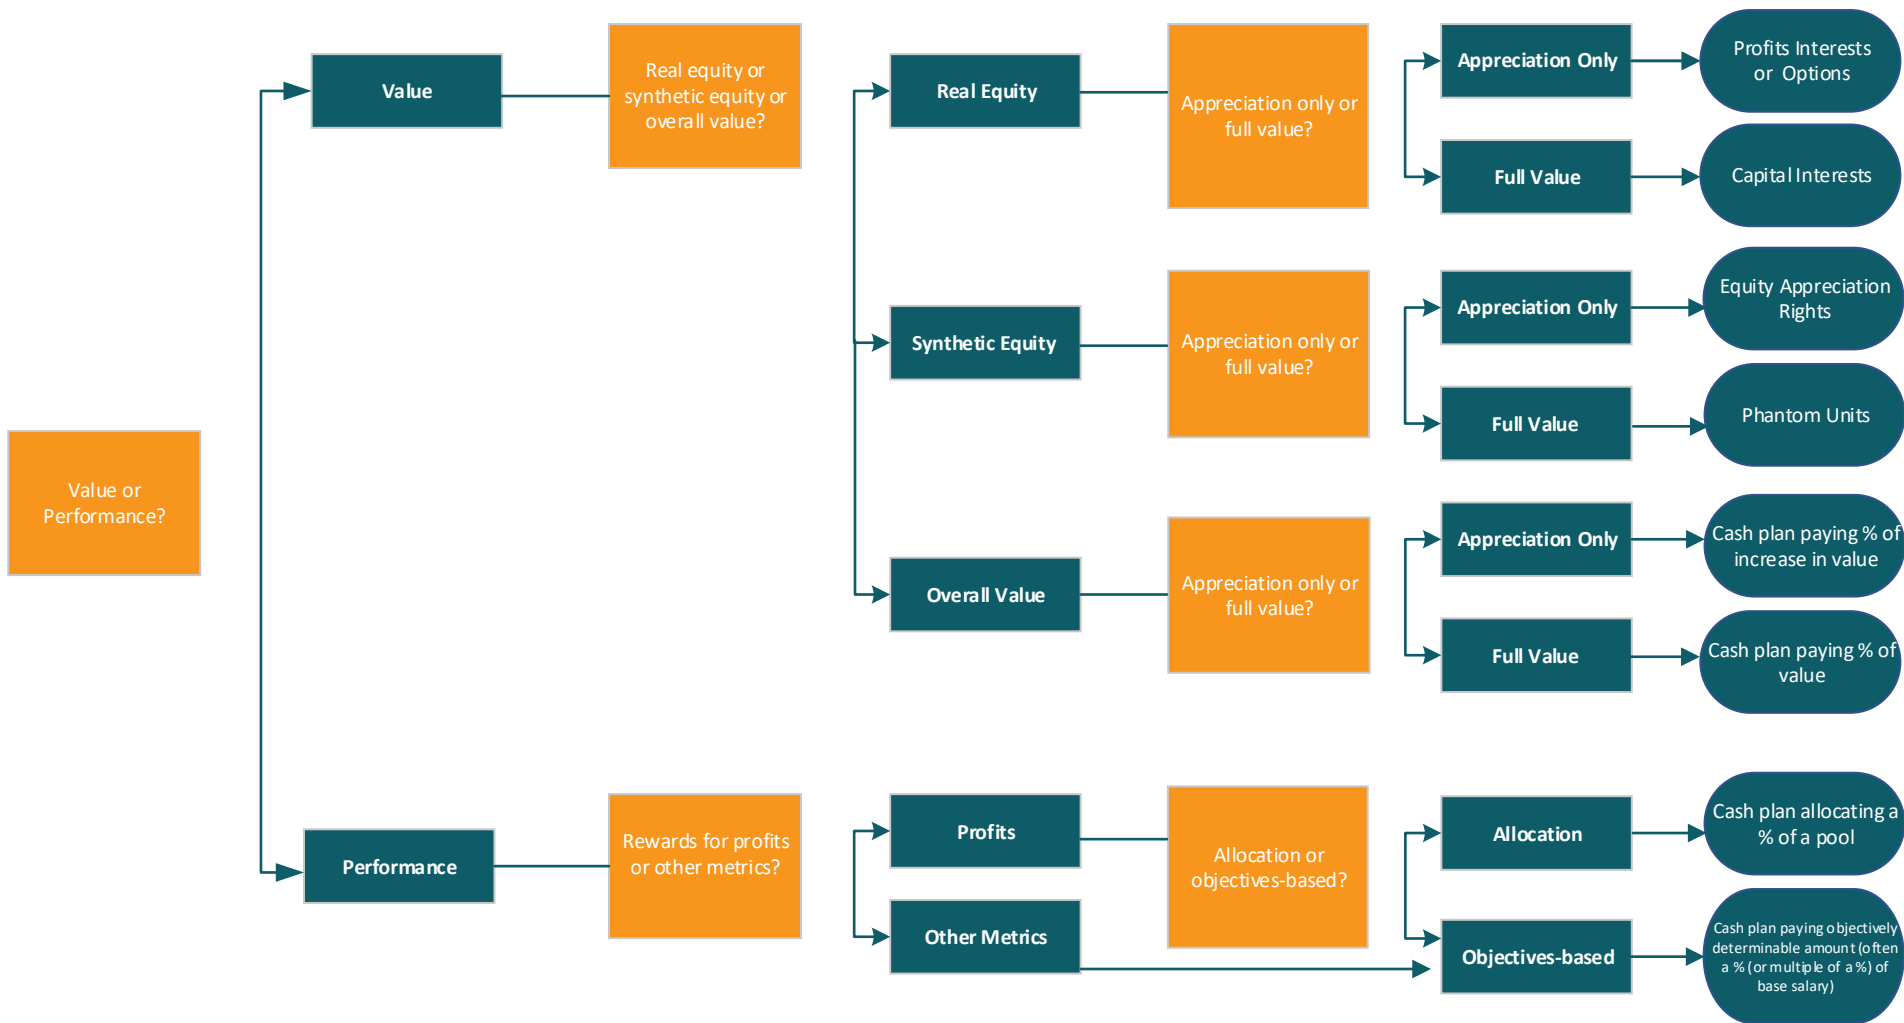 Value or
Performance?
Value
Real equity or
synthetic equity or
overall value?
Real Equity
Appreciation only or
full value?
Appreciation Only
Profits Interests
or Options
Full Value
Capital Interests
Synthetic Equity
Appreciation only or
full value?
Appreciation Only
Equity Appreciation
Rights
Full Value
Phantom Units
Overall Value
Appreciation only or
full value?
Appreciation Only
Cash plan paying % of
increase in value
Full Value
Cash plan paying % of
value
Performance
Rewards for profits
or other metrics?
Profits
Allocation or
objectives-based?
Allocation
Cash plan allocating a
% of a pool
Other Metrics
Objectives-based
Cash plan paying objectively
determinable amount (often
a % (or multiple of a %) of
base salary)